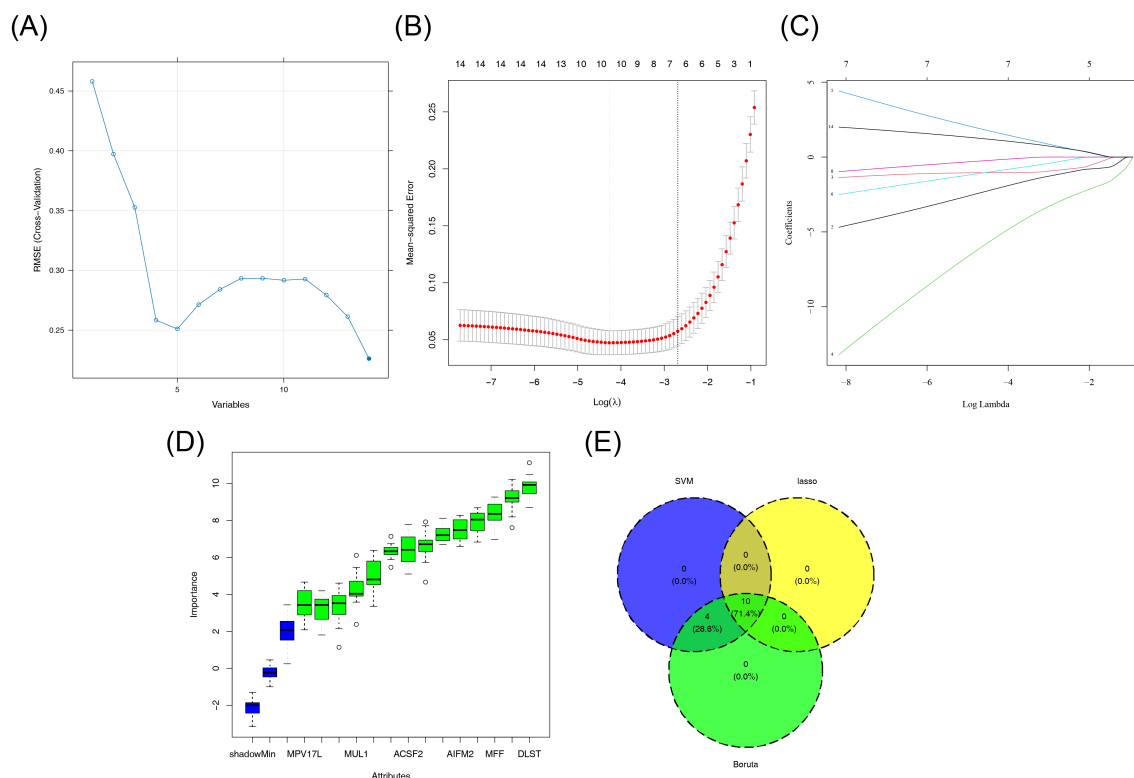 (A)
0.45
0.40
0.35
0.30
0.25
RMSE (Cross−Validation)
5 10
Variables
(B)
14 14 14 14 14 13 10 10 10 9 8 7 6 6 5 3 1
0.25
0.20
0.15
0.10
0.05
Mean−squared Error
−7 −6 −5 −4 −3 −2 −1
Log(λ)
(C)
7 7 7 5
5
0
−5
−10
Coefficients
14
3
6
2
4
−8 −6 −4 −2
Log Lambda
(D)
10
8
6
4
2
0
−2
Importance
shadowMin MPV17L MUL1 ACSF2 AIFM2 MFF DLST
Attributes
(E)
SVM lasso
0
(0.0%)
0
(0.0%)
0
(0.0%)
10
(71.4%)
4
(28.6%)
0
(0.0%)
0
(0.0%)
Boruta